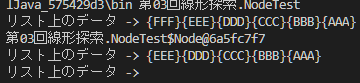 lJava_575429d3\bin 第03回線形探索.NodeTest
リスト上のデータ -> {FFF}{EEE}{DDD}{CCC}{BBB}{AAA}
第03回線形探索.NodeTest$Node@6a5fc7f7
リスト上のデータ -> {EEE}{DDD}{CCC}{BBB}{AAA}
リスト上のデータ ->